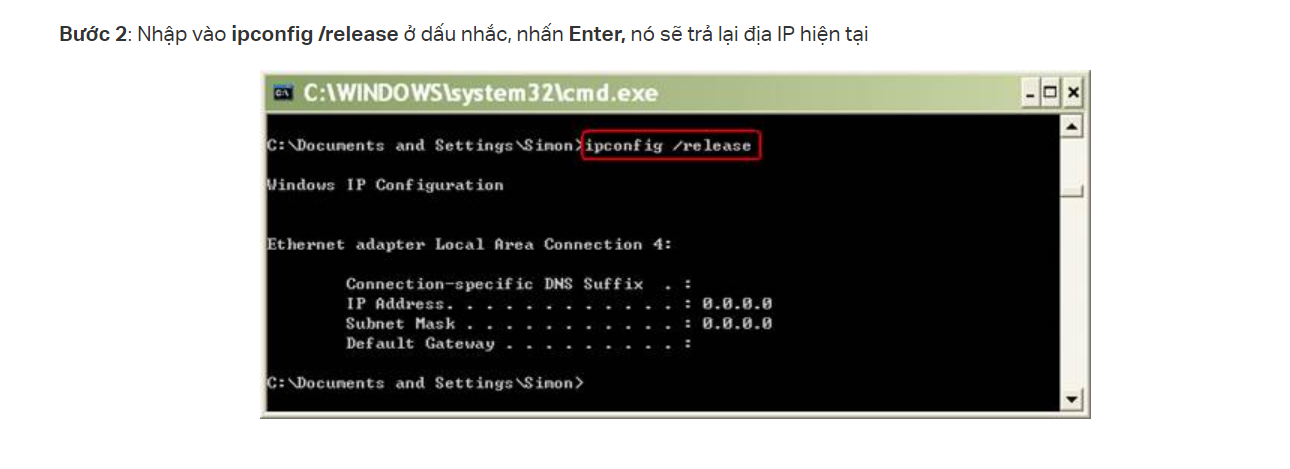 Bước 2: Nhập vào ipconfig /release ở dấu nhắc, nhấn Enter, nó sẽ trả lại địa IP hiện tại
C:\WINDOWS\system32\cmd.exe
C:\Documents and Settings\Simon>ipconfig /release
Windows IP Configuration
Ethernet adapter Local Area Connection 4:
Connection-specific DNS Suffix . :
IP Address. . . . . . . . . . . . : 0.0.0.0
Subnet Mask . . . . . . . . . . . : 0.0.0.0
Default Gateway . . . . . . . . . :
C:\Documents and Settings\Simon>